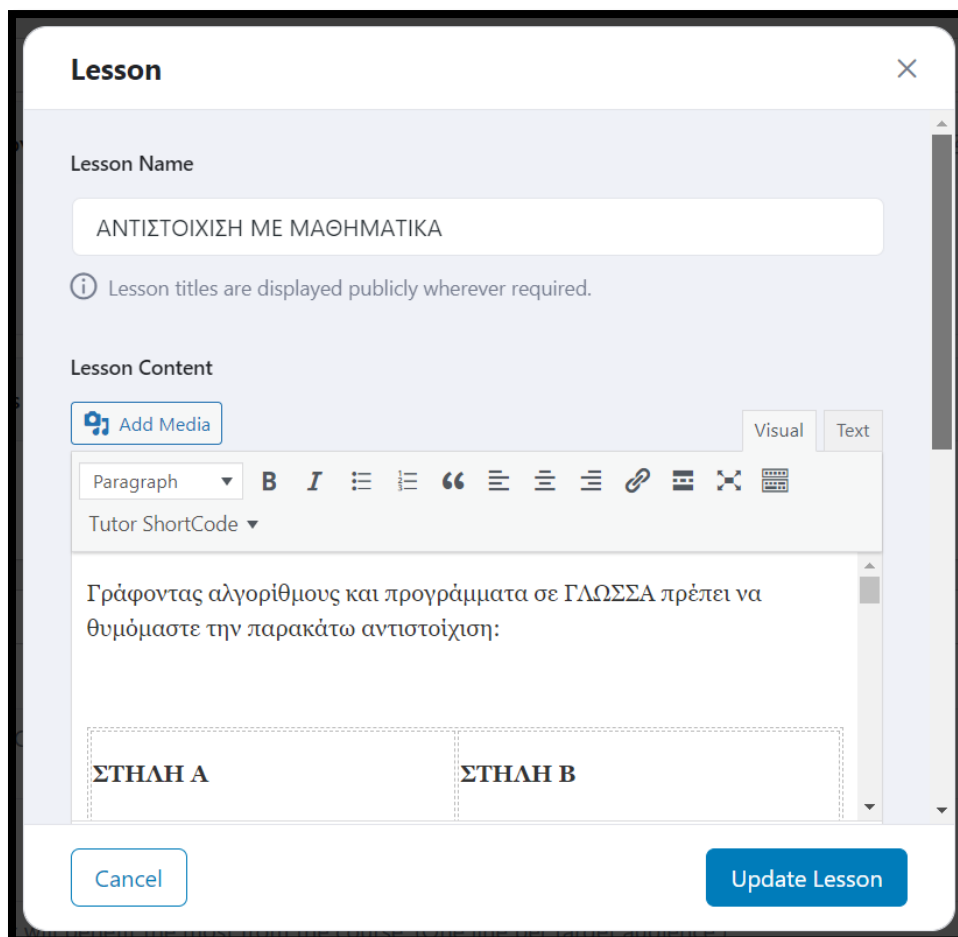 Lesson
Lesson Name
ΑΝΤΙΣΤΟΙΧΙΣΗ ΜΕ ΜΑΘΗΜΑΤΙΚΑ
Lesson titles are displayed publicly wherever required.
Lesson Content
Add Media
Visual Text
Paragraph
Tutor ShortCode
Γράφοντας αλγορίθμους και προγράμματα σε ΓΛΩΣΣΑ πρέπει να
θυμόμαστε την παρακάτω αντιστοίχιση:
ΣΤΗΛΗ Α ΣΤΗΛΗ Β
Cancel Update Lesson